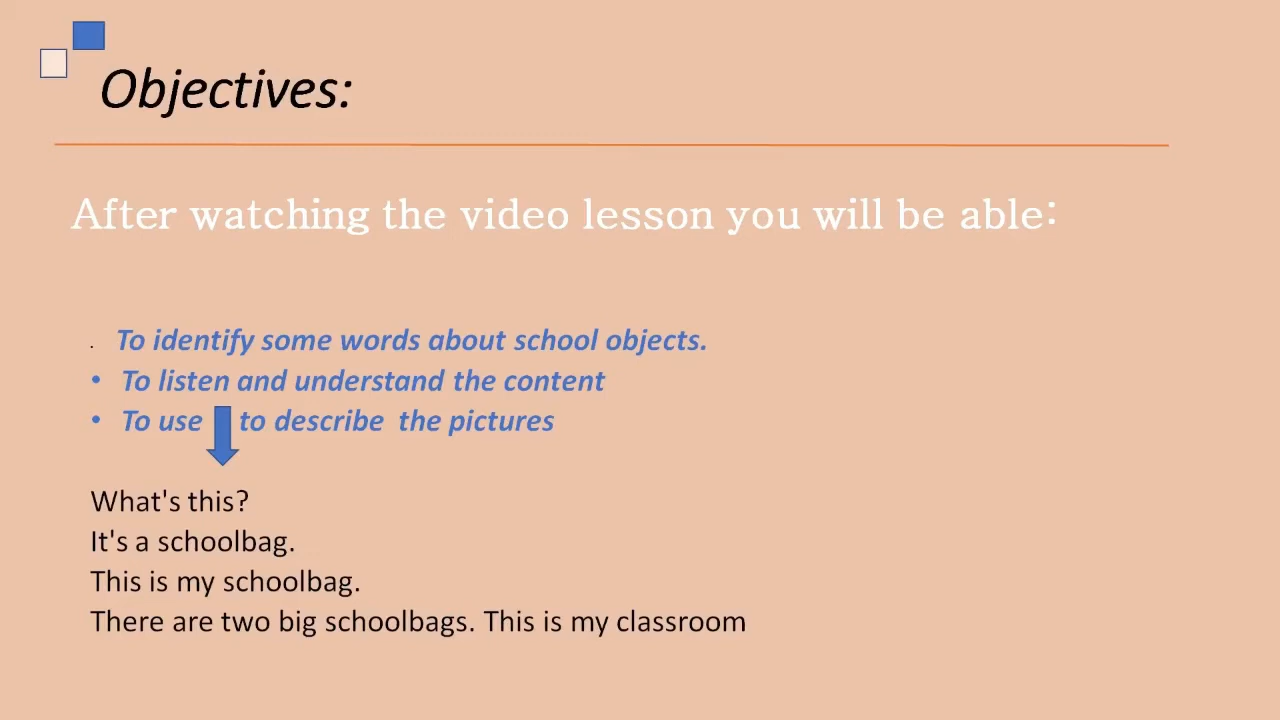 Objectives:
After watching the video lesson you will be able:
. To identify some words about school objects.
• To listen and understand the content
• To use to describe the pictures
What's this?
It's a schoolbag.
This is my schoolbag.
There are two big schoolbags. This is my classroom